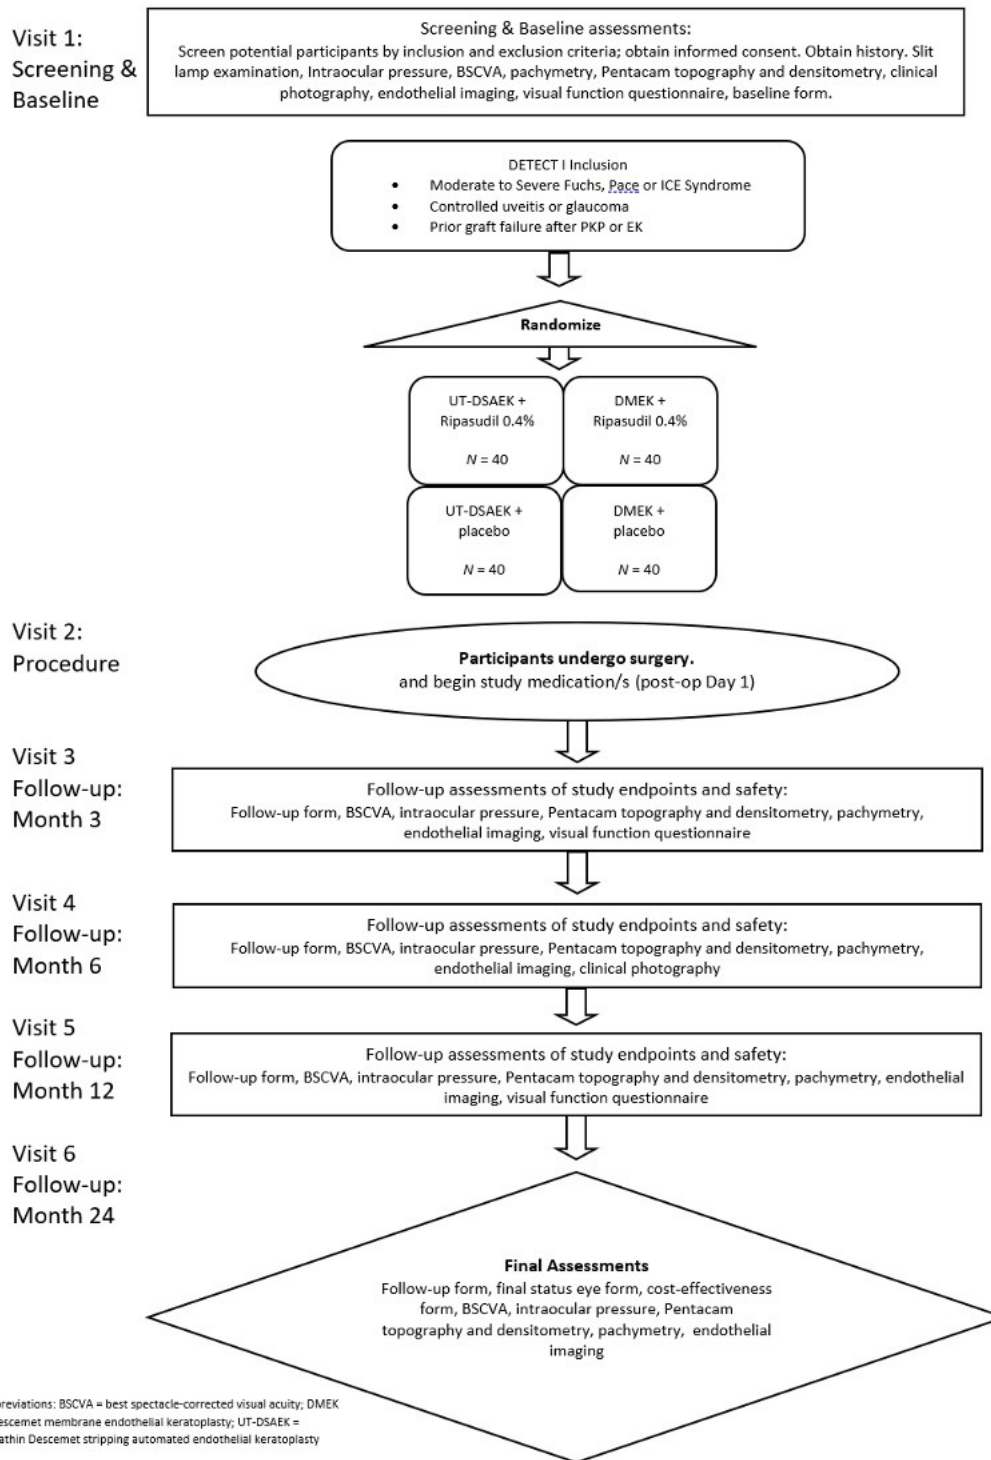 Visit 1:
Screening &
Baseline
Screening & Baseline assessments:
Screen potential participants by inclusion and exclusion criteria; obtain informed consent. Obtain history. Slit
lamp examination, Intraocular pressure, BSCVA, pachymetry, Pentacam topography and densitometry, clinical
photography, endothelial imaging, visual function questionnaire, baseline form.
DETECT I Inclusion
• Moderate to Severe Fuchs, Pace or ICE Syndrome
• Controlled uveitis or glaucoma
• Prior graft failure after PKP or EK
Randomize
UT-DSAEK +
Ripasudil 0.4%
N = 40
DMEK +
Ripasudil 0.4%
N = 40
UT-DSAEK +
placebo
N = 40
DMEK +
placebo
N = 40
Visit 2:
Procedure
Participants undergo surgery.
and begin study medication/s (post-op Day 1)
Visit 3
Follow-up:
Month 3
Follow-up assessments of study endpoints and safety:
Follow-up form, BSCVA, intraocular pressure, Pentacam topography and densitometry, pachymetry,
endothelial imaging, visual function questionnaire
Visit 4
Follow-up:
Month 6
Follow-up assessments of study endpoints and safety:
Follow-up form, BSCVA, intraocular pressure, Pentacam topography and densitometry, pachymetry,
endothelial imaging, clinical photography
Visit 5
Follow-up:
Month 12
Follow-up assessments of study endpoints and safety:
Follow-up form, BSCVA, intraocular pressure, Pentacam topography and densitometry, pachymetry, endothelial
imaging, visual function questionnaire
Visit 6
Follow-up:
Month 24
Final Assessments
Follow-up form, final status eye form, cost-effectiveness
form, BSCVA, intraocular pressure, Pentacam
topography and densitometry, pachymetry, endothelial
imaging
reviations: BSCVA = best spectacle-corrected visual acuity; DMEK
escemet membrane endothelial keratoplasty; UT-DSAEK =
athin Descemet stripping automated endothelial keratoplasty